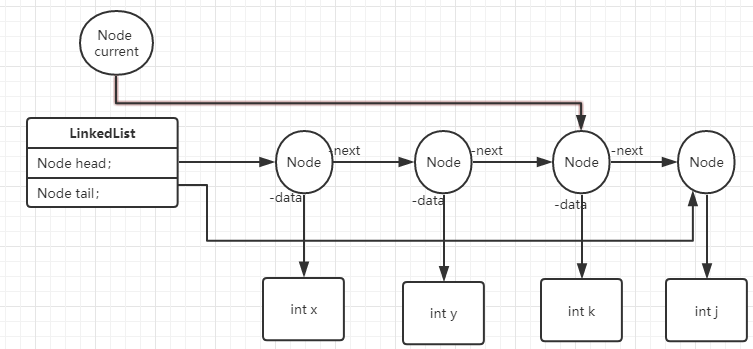 Node
current
LinkedList
Node head;
Node tail;
Node
-next
Node
-next
Node
-next
Node
-data
-data
-data
int x
int y
int k
int j